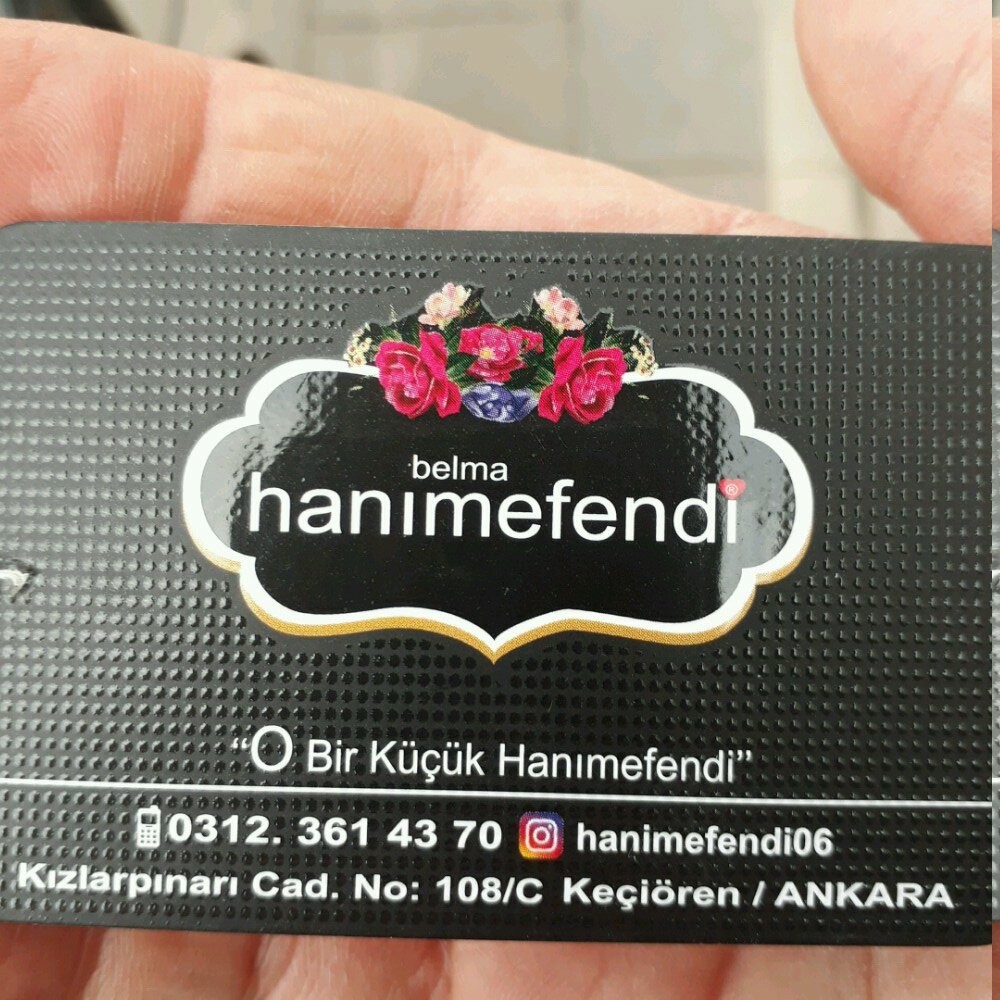 belma
hanımefendi®
“O Bir Küçük Hanımefendi”
0312. 361 43 70 hanimefendi06
Kızlarpınarı Cad. No: 108/C Keçiören / ANKARA